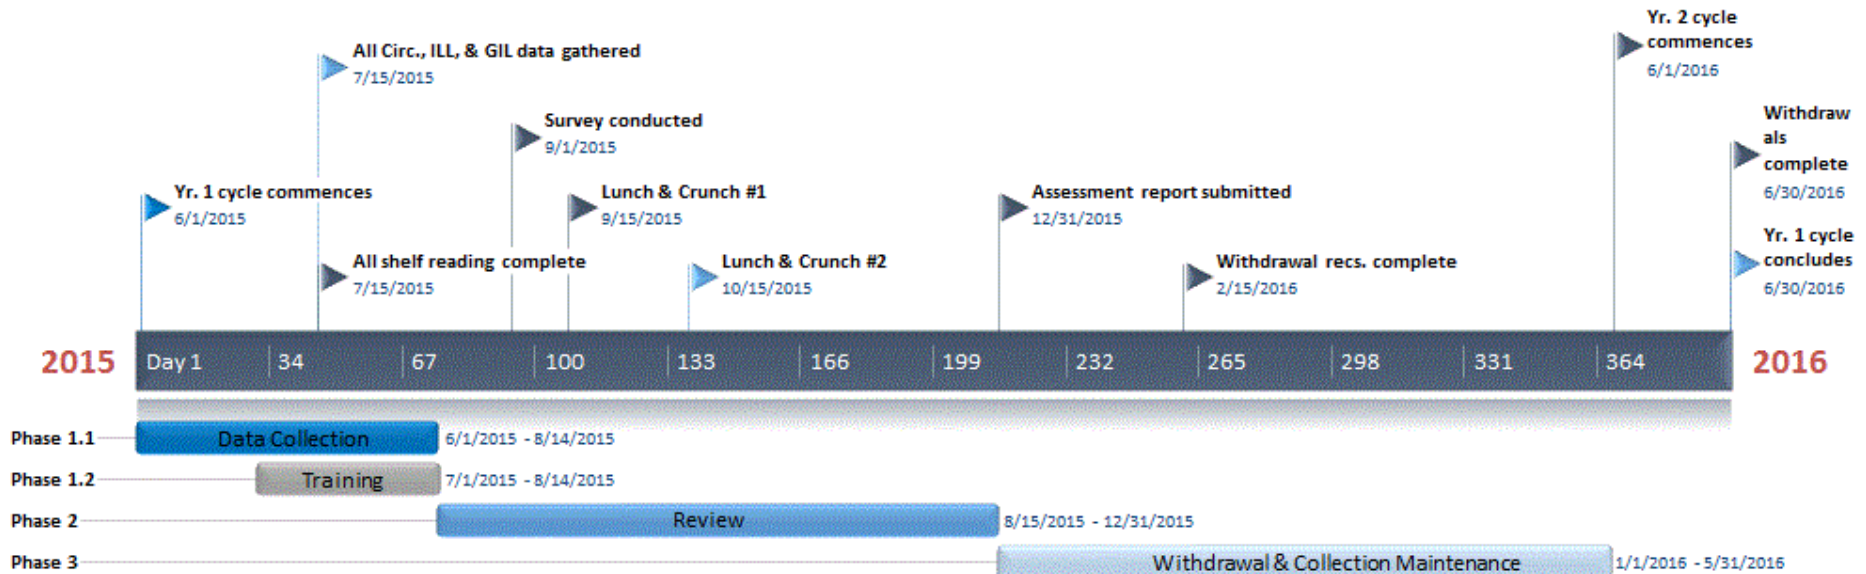 Yr. 2 cycle
commences
6/1/2016
All Circ., ILL, & GIL data gathered
7/15/2015
Survey conducted
9/1/2015
Withdraw
als
complete
6/30/2016
Yr. 1 cycle commences
6/1/2015
Lunch & Crunch #1
9/15/2015
Assessment report submitted
12/31/2015
Yr. 1 cycle
concludes
6/30/2016
All shelf reading complete
7/15/2015
Lunch & Crunch #2
10/15/2015
Withdrawal recs. complete
2/15/2016
2015 Day 1 34 67 100 133 166 199 232 265 298 331 364 2016
Phase 1.1 Data Collection 6/1/2015 - 8/14/2015
Phase 1.2 Training 7/1/2015 - 8/14/2015
Phase 2 Review 8/15/2015 - 12/31/2015
Phase 3 Withdrawal & Collection Maintenance 1/1/2016 - 5/31/2016